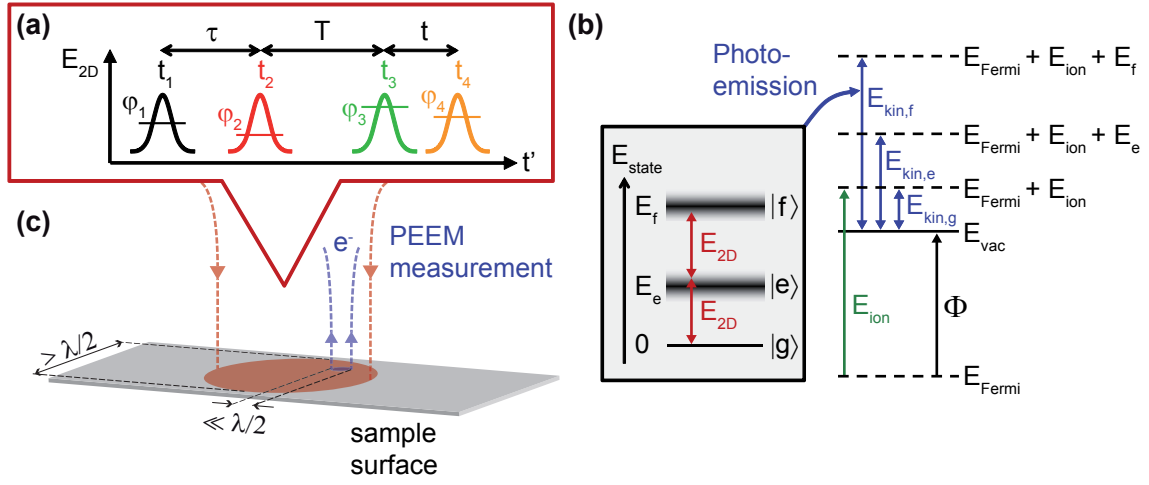 (a)
τ
T
t
E2D
t1
t2
t3
t4
φ1
φ2
φ3
φ4
t'
(b)
Photo-
emission
EFermi + Eion + Ef
Ekin,f
EFermi + Eion + Ee
Ekin,e
EFermi + Eion
Ekin,g
Evac
Eion
Φ
EFermi
Estate
Ef
|f⟩
E2D
Ee
|e⟩
E2D
0
|g⟩
(c)
e-
PEEM
measurement
> λ/2
≪ λ/2
sample
surface